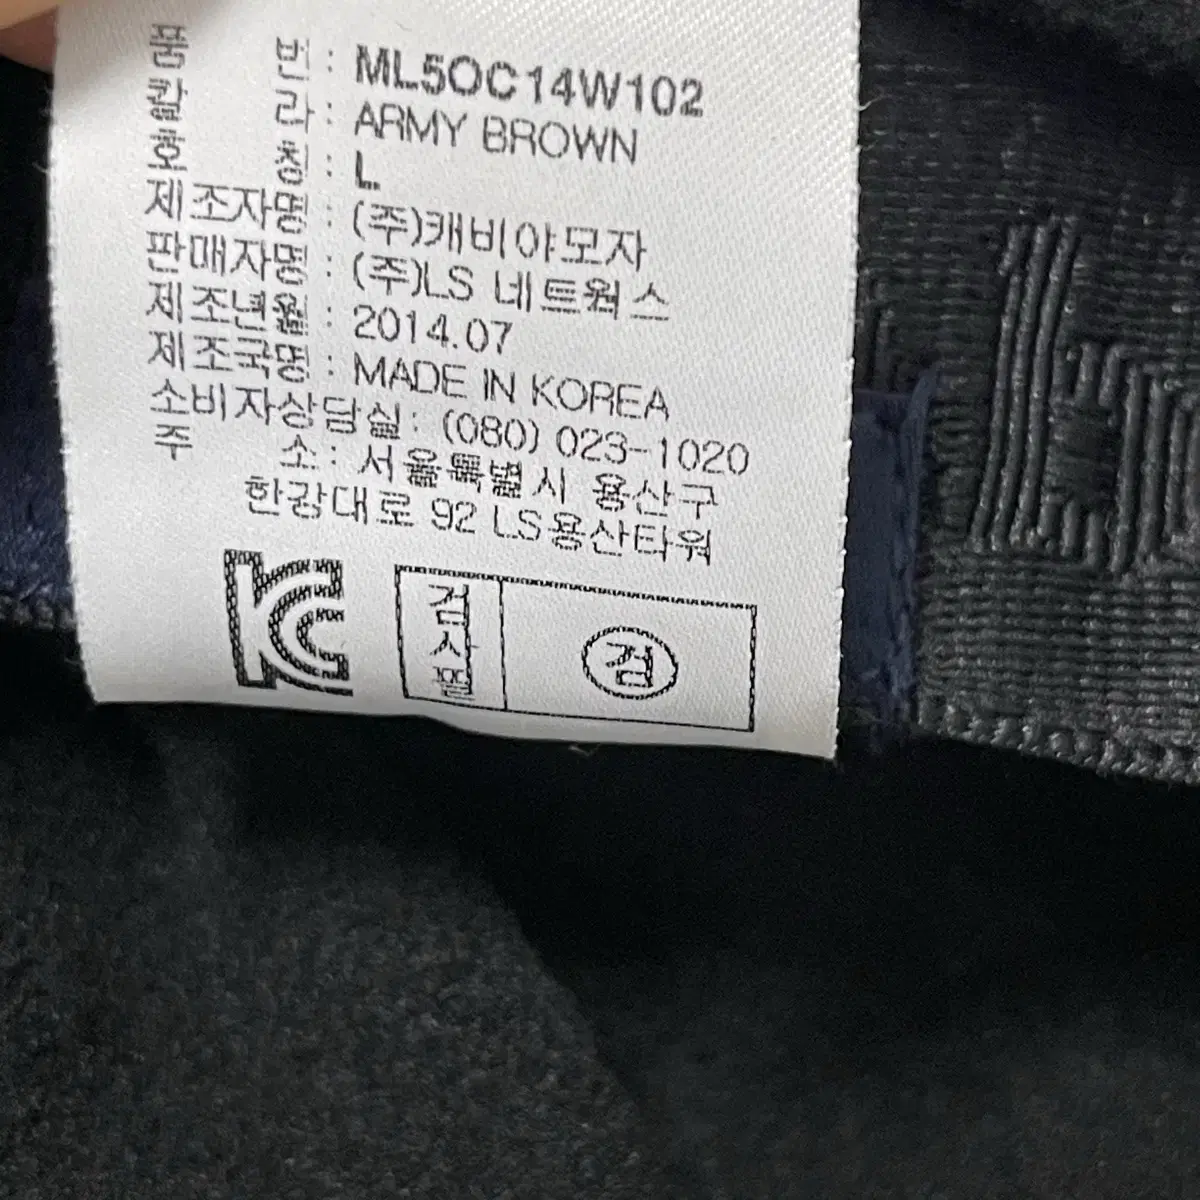 품 번 : ML5OC14W102
칼 라 : ARMY BROWN
호 칭 : L
제조자명 : (주)캐비아모자
판매자명 : (주)LS 네트웍스
제조년월 : 2014.07
제조국명 : MADE IN KOREA
소비자상담실 : (080) 023-1020
주 소 : 서울특별시 용산구
한강대로 92 LS용산타워
KC
검사필 검